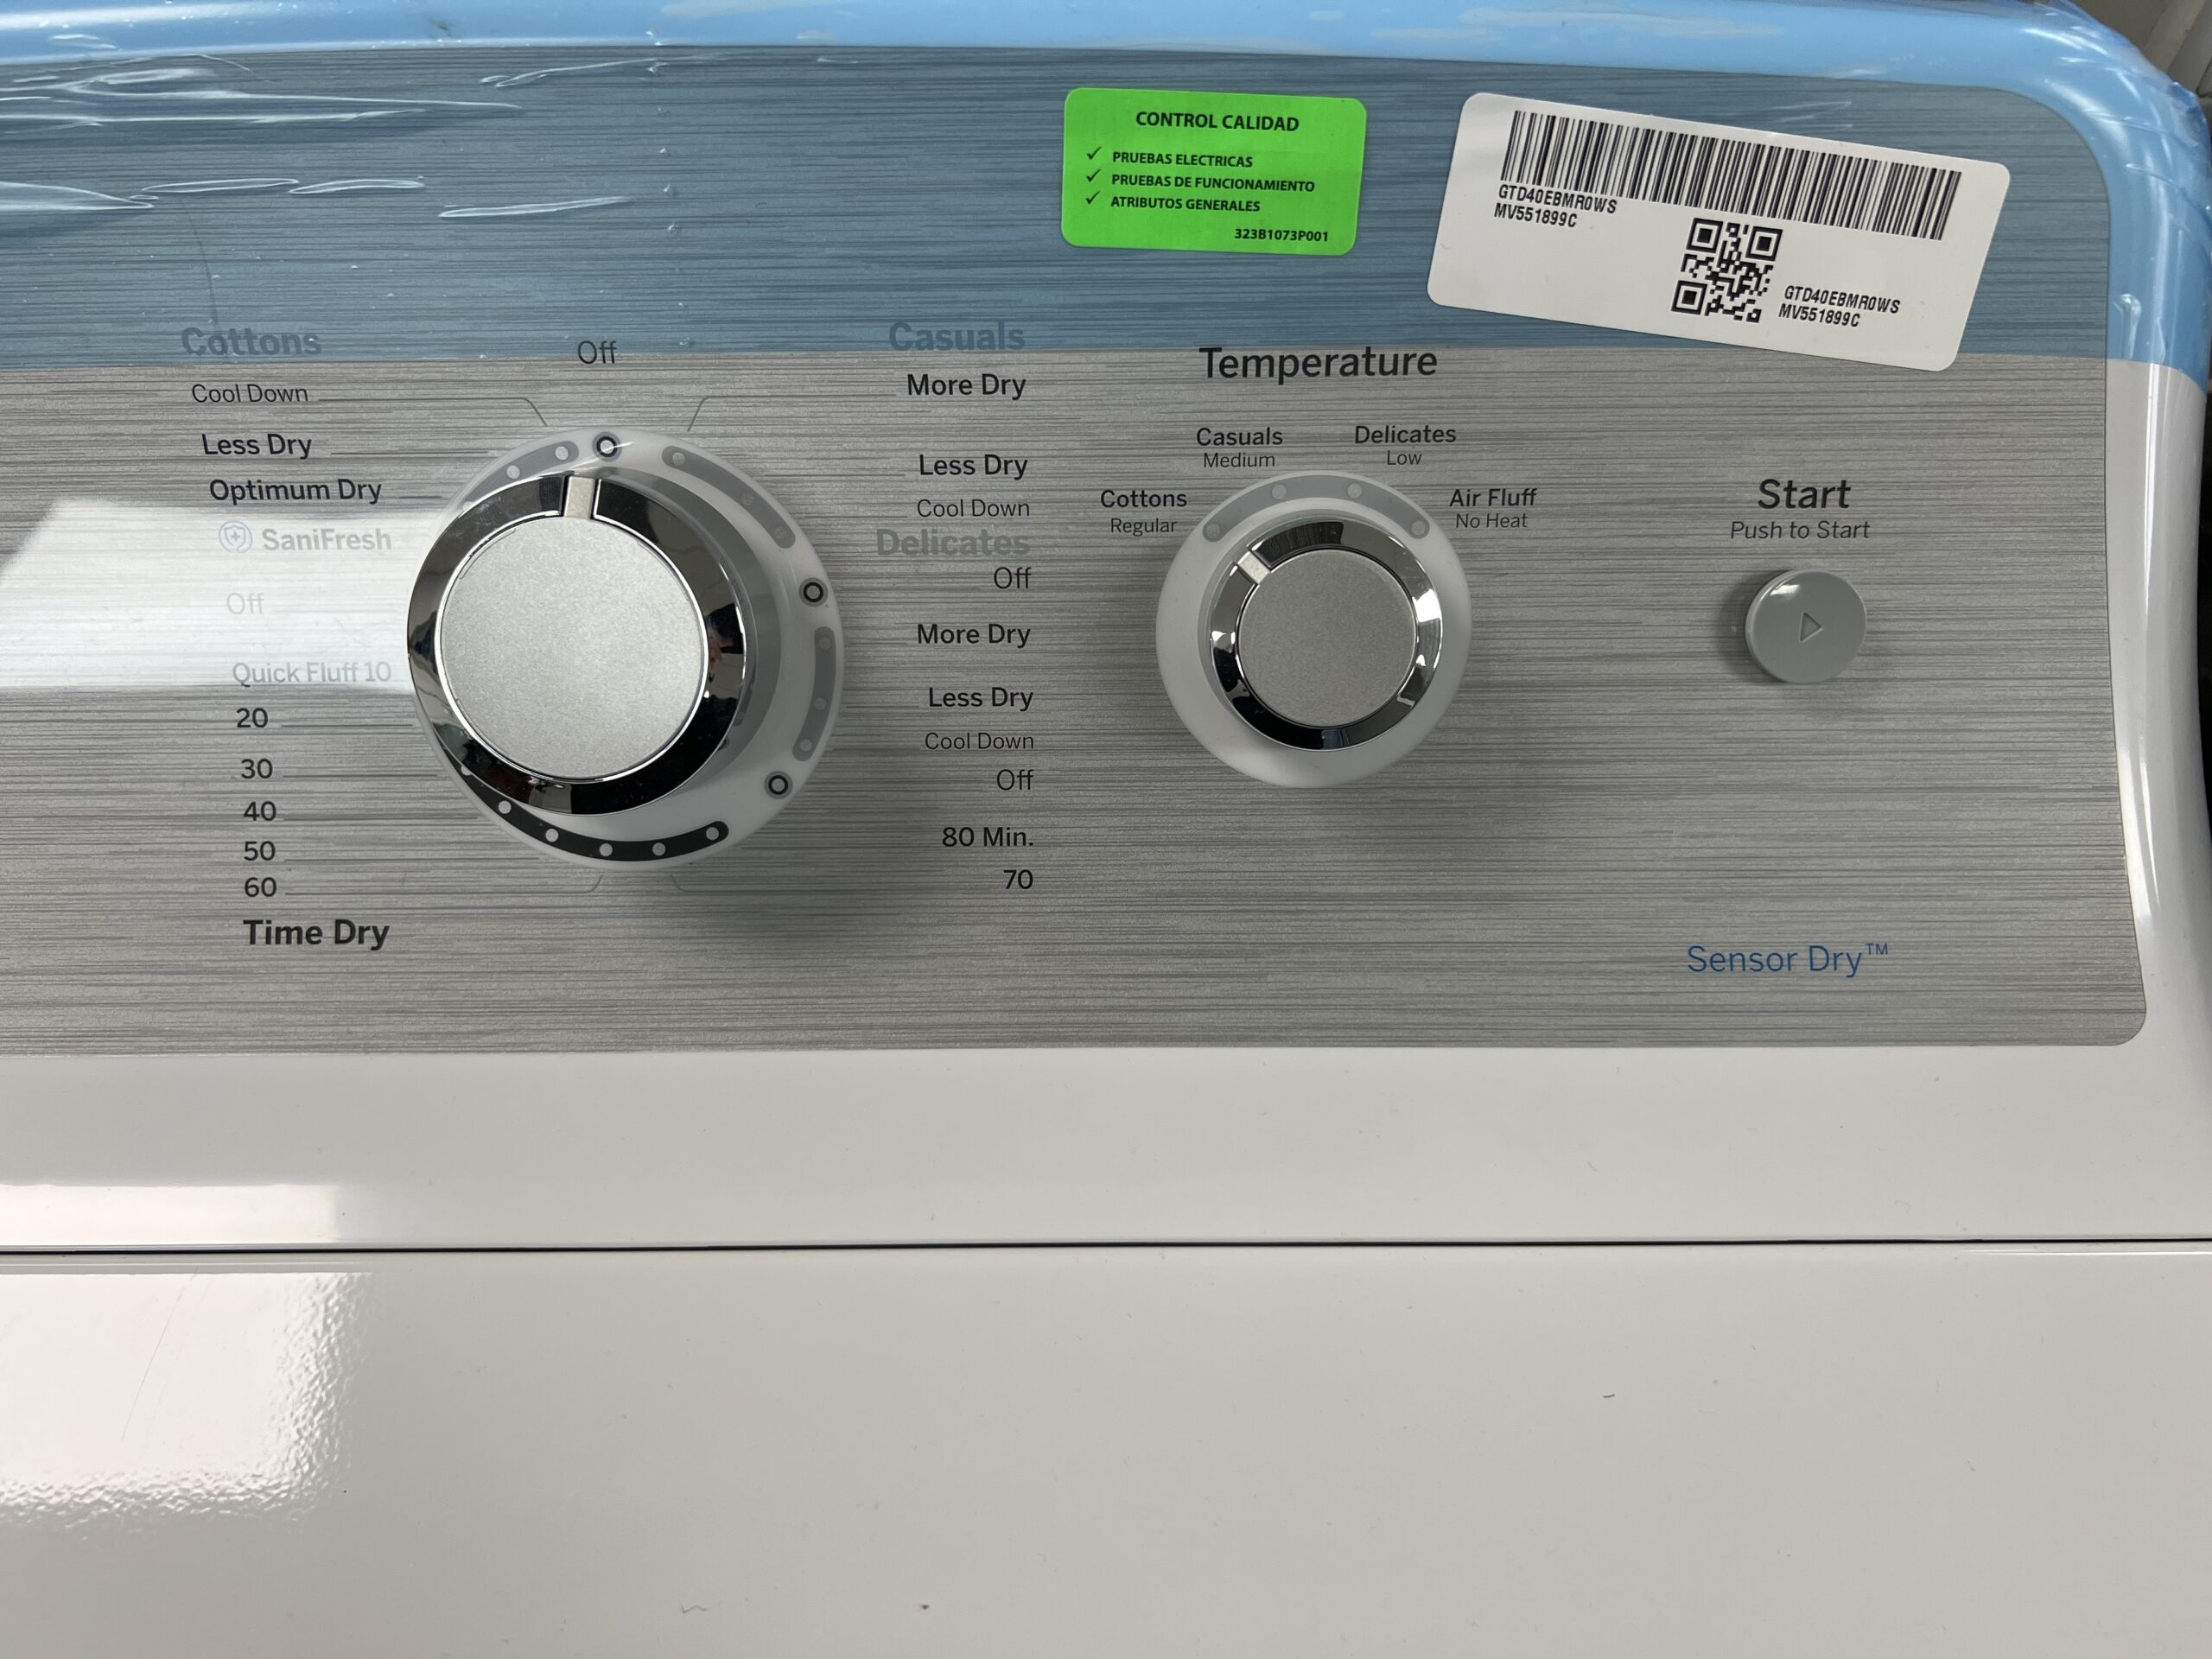 CONTROL CALIDAD
✓ PRUEBAS ELECTRICAS
✓ PRUEBAS DE FUNCIONAMIENTO
✓ ATRIBUTOS GENERALES
323B1073P001
GTD40EBMR0WS
MV551899C
GTD40EBMR0WS
MV551899C
Cottons
Cool Down
Less Dry
Optimum Dry
SaniFresh
Off
Quick Fluff 10
20
30
40
50
60
Time Dry
Off
Casuals
More Dry
Less Dry
Cool Down
Delicates
Off
More Dry
Less Dry
Cool Down
Off
80 Min.
70
Temperature
Cottons
Regular
Casuals
Medium
Delicates
Low
Air Fluff
No Heat
Start
Push to Start
Sensor Dry™